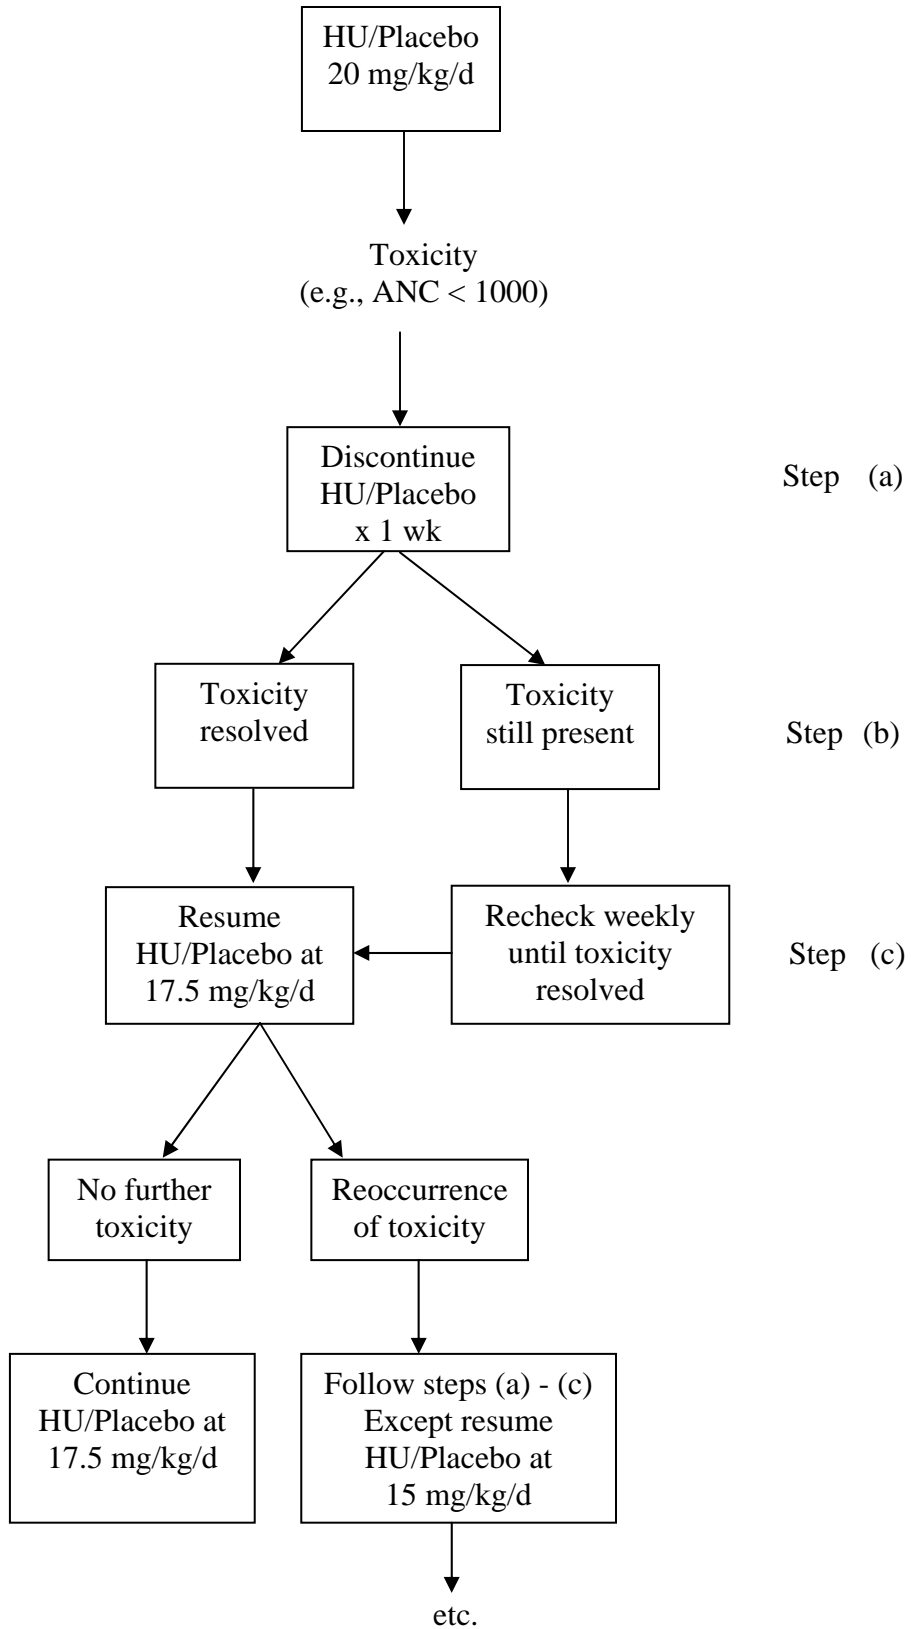 HU/Placebo
20 mg/kg/d
Toxicity
(e.g., ANC < 1000)
Discontinue
HU/Placebo
x 1 wk
Step (a)
Toxicity
resolved
Toxicity
still present
Step (b)
Resume
HU/Placebo at
17.5 mg/kg/d
Recheck weekly
until toxicity
resolved
Step (c)
No further
toxicity
Reoccurrence
of toxicity
Continue
HU/Placebo at
17.5 mg/kg/d
Follow steps (a) - (c)
Except resume
HU/Placebo at
15 mg/kg/d
etc.